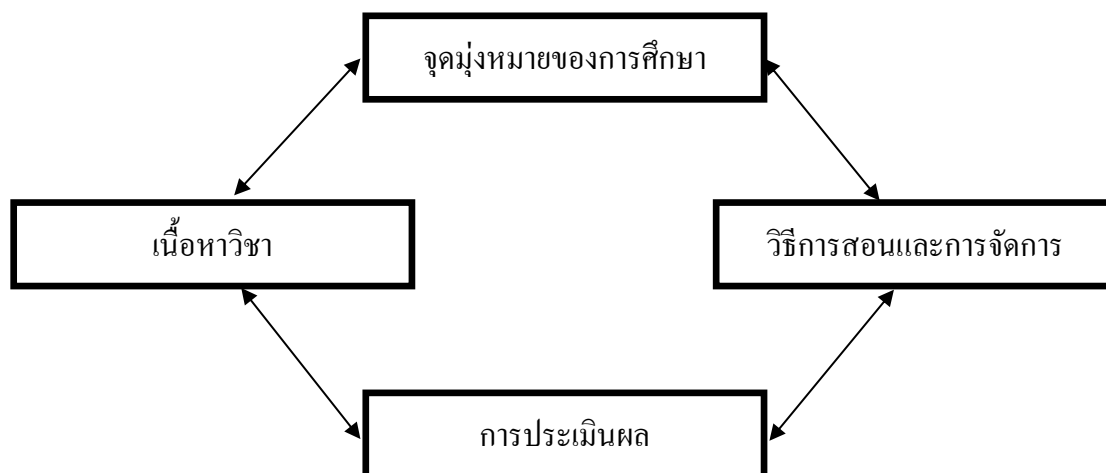 จุดมุ่งหมายของการศึกษา
เนื้อหาวิชา
วิธีการสอนและการจัดการ
การประเมินผล